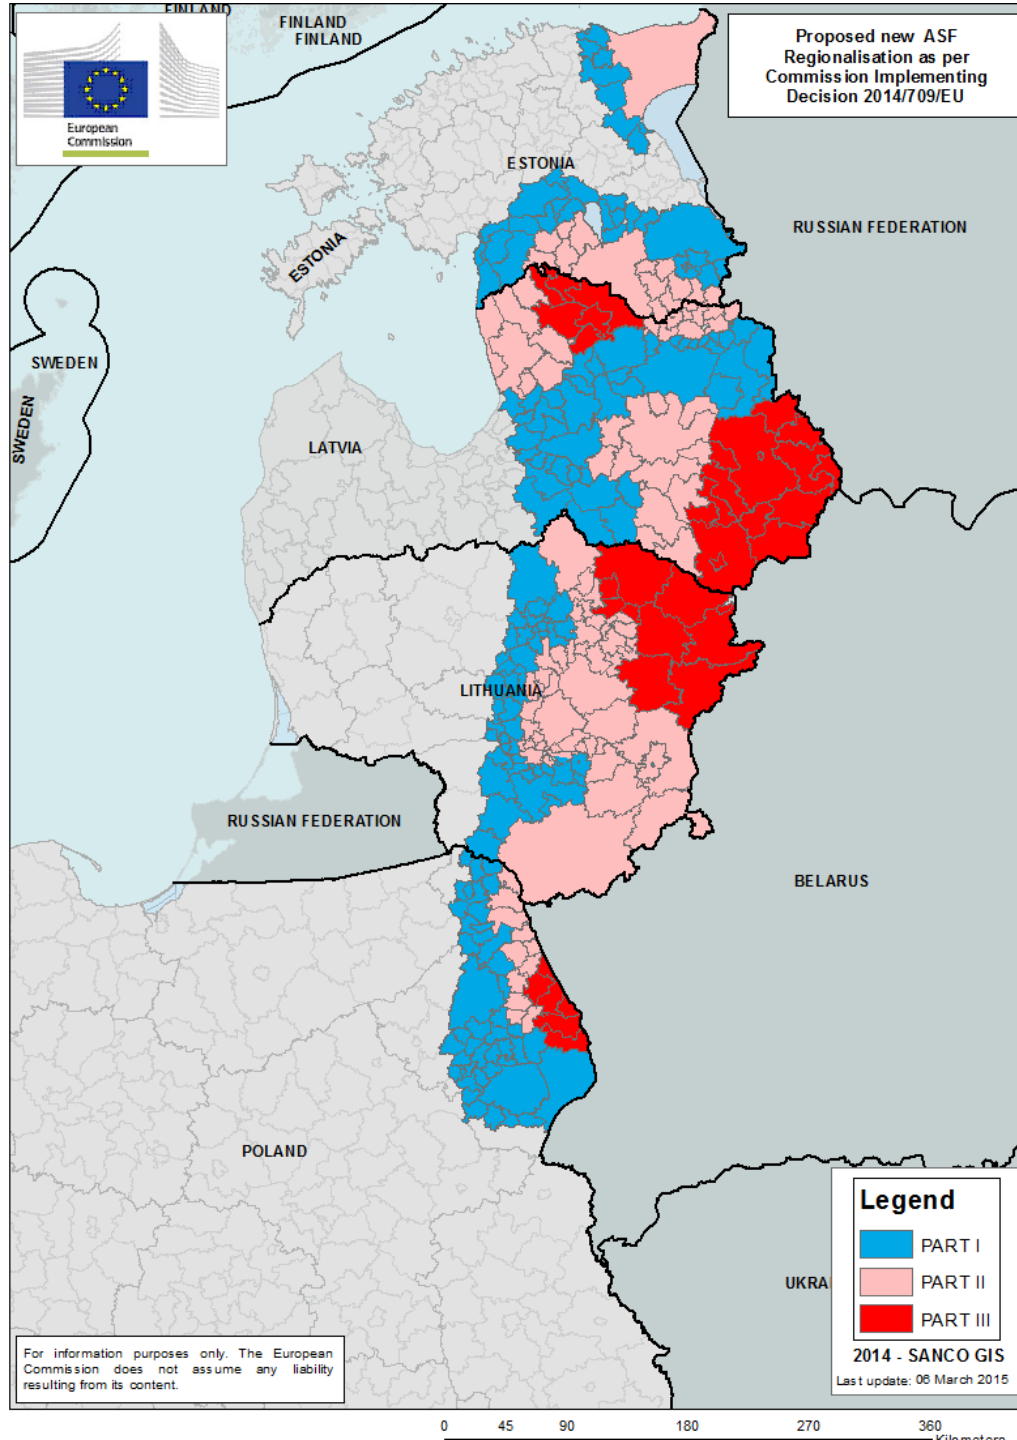 FINLAND
FINLAND
FINLAND
European
Commission
Proposed new ASF
Regionalisation as per
Commission Implementing
Decision 2014/709/EU
ESTONIA
RUSSIAN FEDERATION
ESTONIA
SWEDEN
SWEDEN
LATVIA
LITHUANIA
RUSSIAN FEDERATION
BELARUS
POLAND
Legend
PART I
PART II
PART III
UKRAI
2014 - SANCO GIS
Last update: 06 March 2015
For information purposes only. The European
Commission does not assume any liability
resulting from its content.
0 45 90 180 270 360
Kilometers